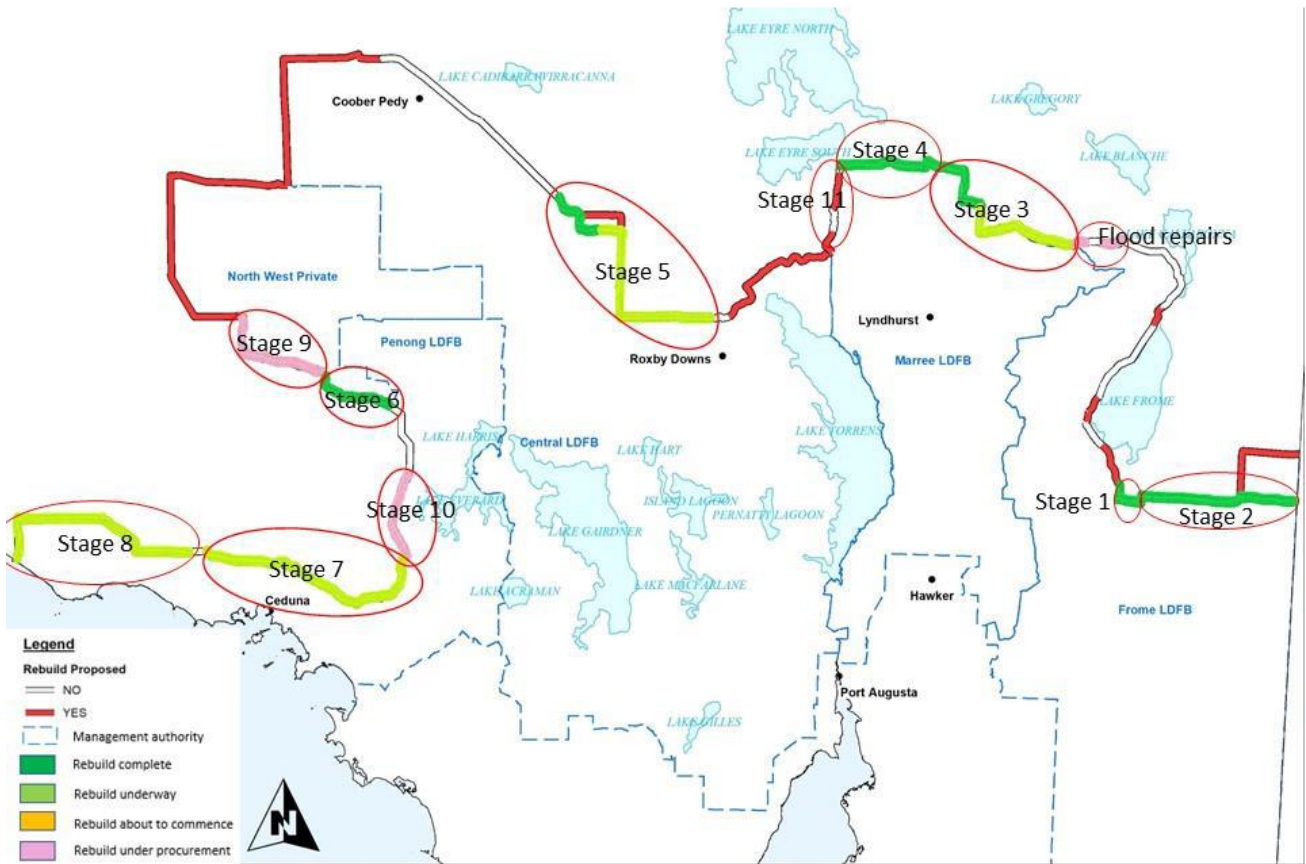 LAKE EYRE NORTH
LAKE CADIBARRAWIRRACANNA
Coober Pedy
LAKE GREGORY
LAKE EYRE SOUTH
Stage 4
LAKE BLANCHE
Stage 11
Stage 3
Flood repairs
Stage 5
North West Private
Stage 9
Penong LDFB
Lyndhurst
Roxby Downs
Marree LDFB
Stage 6
LAKE FROME
LAKE HARRIS
Central LDFB
LAKE HART
LAKE TORRENS
Stage 10
LAKE EVERARD
ISLAND LAGOON
PERNATTY LAGOON
Stage 1
Stage 2
LAKE GAIRDNER
Stage 8
Stage 7
LAKE ACRAMAN
LAKE MACFARLANE
Ceduna
Hawker
Frome LDFB
Port Augusta
LAKE GILLES
Legend
Rebuild Proposed
NO
YES
Management authority
Rebuild complete
Rebuild underway
Rebuild about to commence
Rebuild under procurement
N